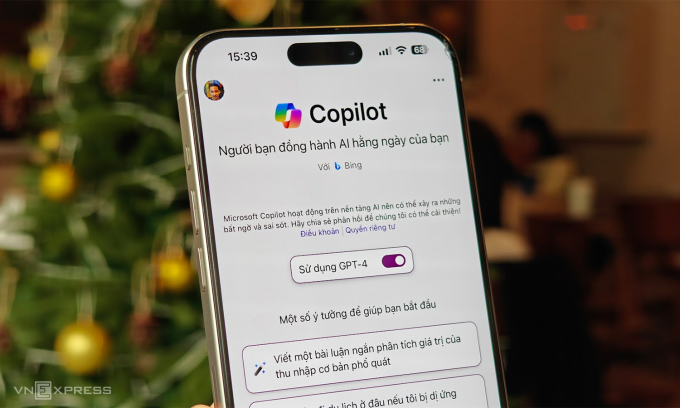 15:39
68
Copilot
Người bạn đồng hành AI hằng ngày của bạn
Với Bing
Microsoft Copilot hoạt động trên nền tảng AI nên có thể xảy ra những
bất ngờ và sai sót. Hãy chia sẻ phản hồi để chúng tôi có thể cải thiện!
Điều khoản | Quyền riêng tư
Sử dụng GPT-4
Một số ý tưởng để giúp bạn bắt đầu
Viết một bài luận ngắn phân tích giá trị của
thu nhập cơ bản phổ quát
đi du lịch ở đâu nếu tôi bị dị ứng
VNEXPRESS